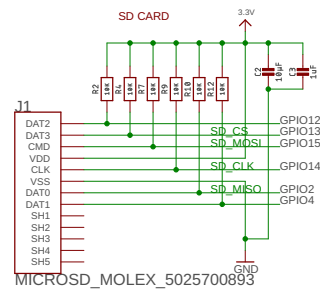 SD CARD
3.3V
R2 10K
R4 10K
R7 10K
R9 10K
R10 10K
R12 10K
C2 10µF
C3 1uF
J1
DAT2 GPIO12
DAT3 SD_CS GPIO13
CMD SD_MOSI GPIO15
VDD
CLK SD_CLK GPIO14
VSS
DAT0 SD_MISO GPIO2
DAT1 GPIO4
SH1
SH2
SH3
SH4
SH5
GND
MICROSD_MOLEX_5025700893